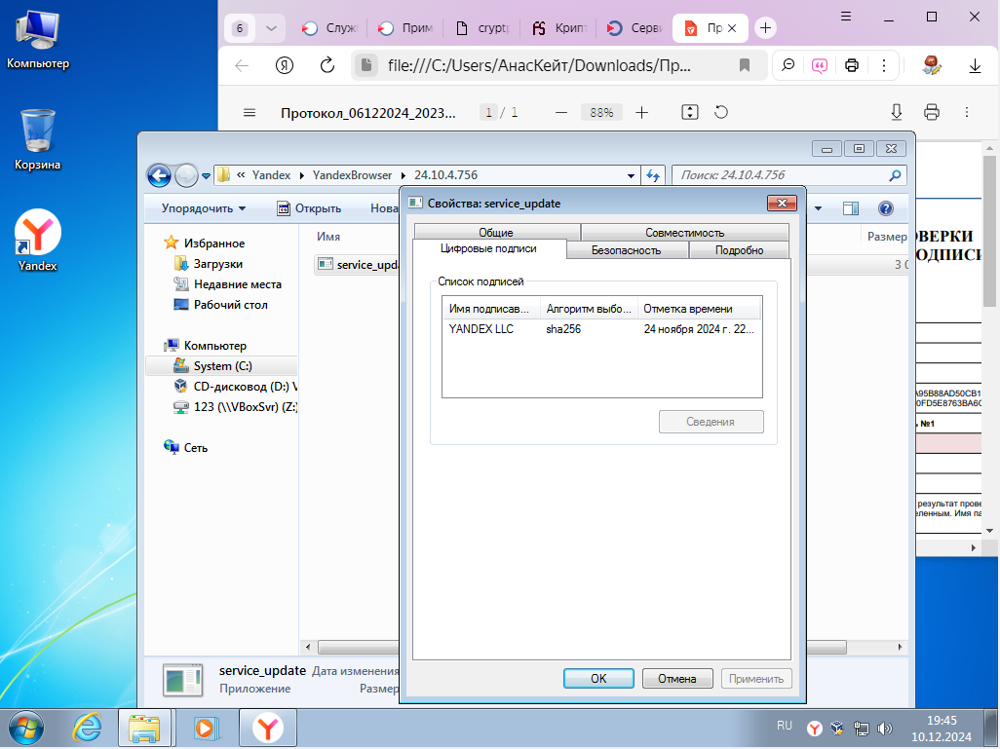 Компьютер
Корзина
Yandex
6
Служ
Прим
crypt
Крипт
Серви
Пр
file:///C:/Users/АнасКейт/Downloads/Пр...
Протокол_06122024_2023...
1 / 1
88%
« Yandex YandexBrowser 24.10.4.756
Поиск: 24.10.4.756
Упорядочить
Открыть
Нова
Избранное
Загрузки
Недавние места
Рабочий стол
Компьютер
System (C:)
CD-дисковод (D:) V
123 (\\VBoxSvr) (Z:)
Сеть
Имя
Размер
service_upda
3 0
Свойства: service_update
Общие
Совместимость
Цифровые подписи
Безопасность
Подробно
Список подписей
Имя подписав...
Алгоритм выбо...
Отметка времени
YANDEX LLC
sha256
24 ноября 2024 г. 22...
Сведения
OK
Отмена
Применить
service_update
Дата изменения
Приложение
Размер
ОВЕРКИ
ОДПИСИ
A95B88AD50CB1
0FD5E8763BA6C
ь №1
результат прове
еленным. Имя па
RU
19:45
10.12.2024